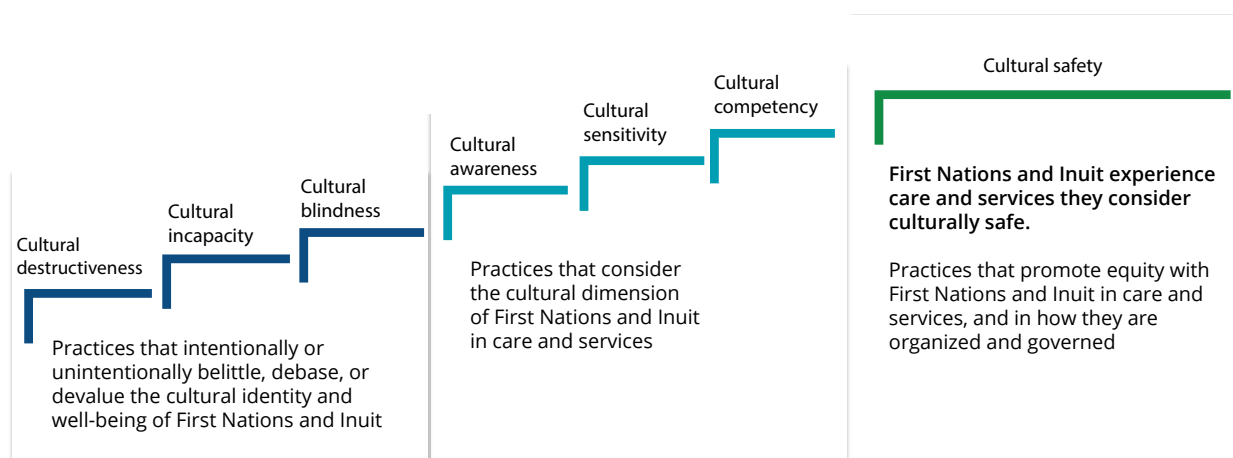 Cultural
destructiveness
Cultural
incapacity
Cultural
blindness
Practices that intentionally or
unintentionally belittle, debase, or
devalue the cultural identity and
well-being of First Nations and Inuit
Cultural
awareness
Cultural
sensitivity
Cultural
competency
Practices that consider
the cultural dimension
of First Nations and Inuit
in care and services
Cultural safety
First Nations and Inuit experience
care and services they consider
culturally safe.
Practices that promote equity with
First Nations and Inuit in care and
services, and in how they are
organized and governed